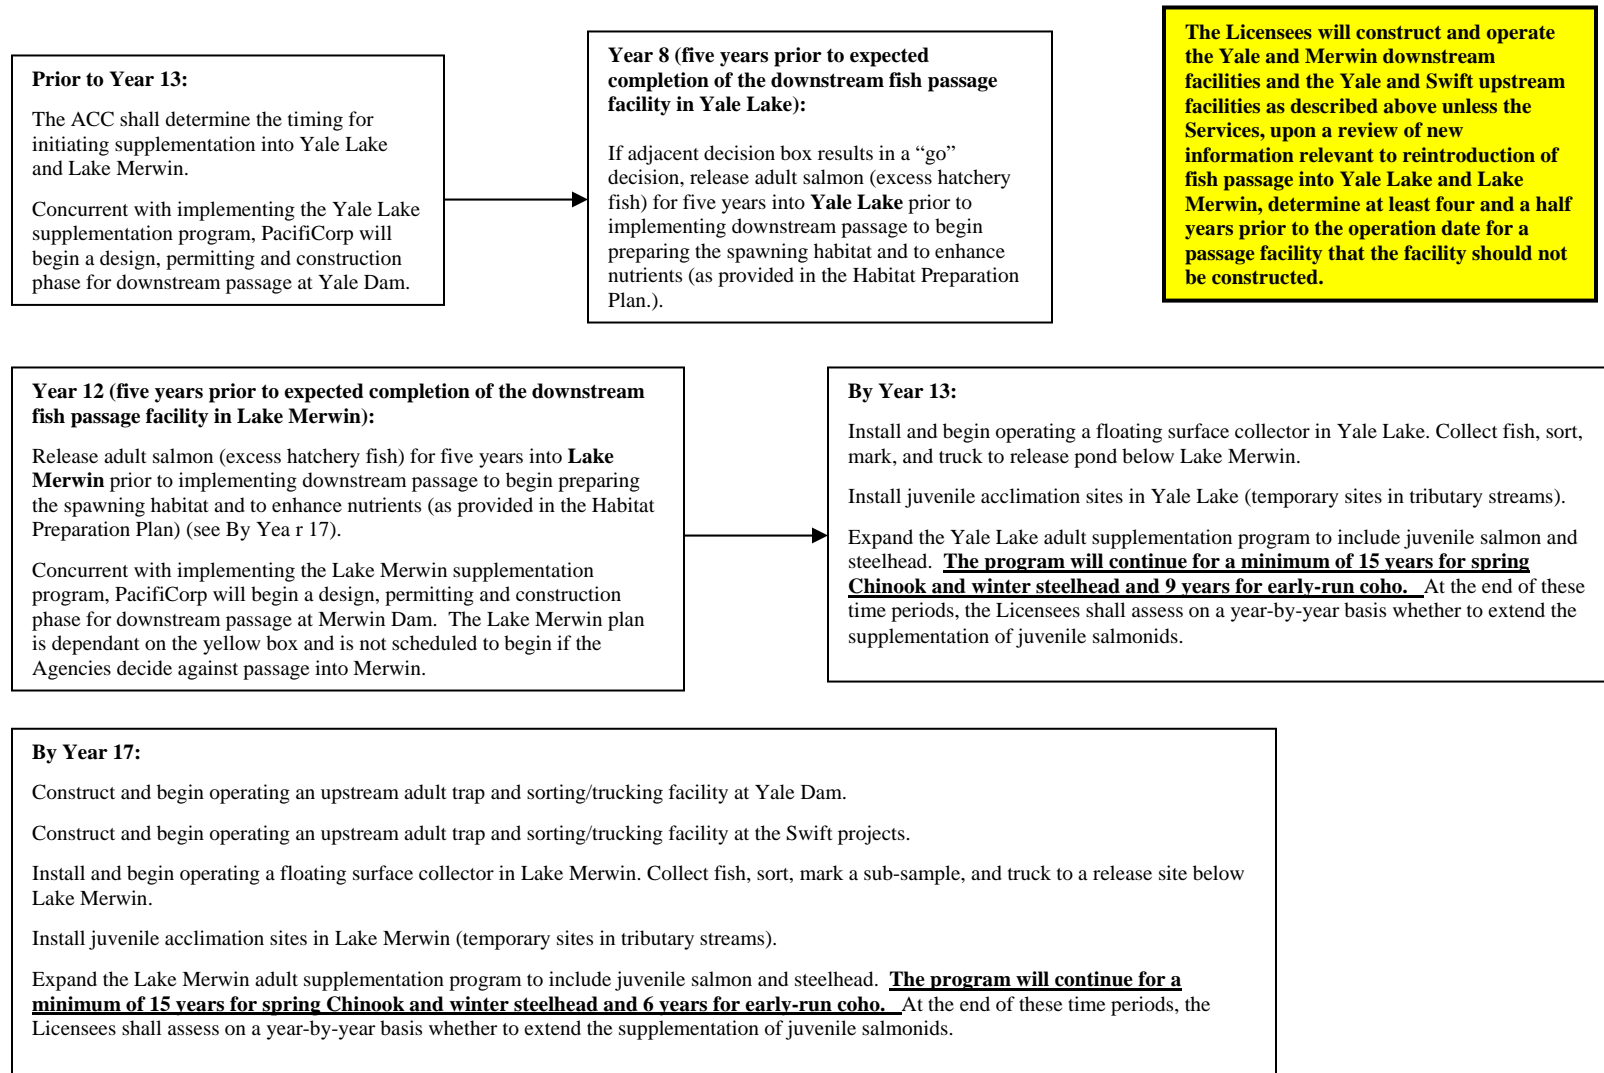 Prior to Year 13:
The ACC shall determine the timing for
initiating supplementation into Yale Lake
and Lake Merwin.
Concurrent with implementing the Yale Lake
supplementation program, PacifiCorp will
begin a design, permitting and construction
phase for downstream passage at Yale Dam.
Year 8 (five years prior to expected
completion of the downstream fish passage
facility in Yale Lake):
If adjacent decision box results in a “go”
decision, release adult salmon (excess hatchery
fish) for five years into Yale Lake prior to
implementing downstream passage to begin
preparing the spawning habitat and to enhance
nutrients (as provided in the Habitat Preparation
Plan.).
The Licensees will construct and operate
the Yale and Merwin downstream
facilities and the Yale and Swift upstream
facilities as described above unless the
Services, upon a review of new
information relevant to reintroduction of
fish passage into Yale Lake and Lake
Merwin, determine at least four and a half
years prior to the operation date for a
passage facility that the facility should not
be constructed.
Year 12 (five years prior to expected completion of the downstream
fish passage facility in Lake Merwin):
Release adult salmon (excess hatchery fish) for five years into Lake
Merwin prior to implementing downstream passage to begin preparing
the spawning habitat and to enhance nutrients (as provided in the Habitat
Preparation Plan) (see By Yea r 17).
Concurrent with implementing the Lake Merwin supplementation
program, PacifiCorp will begin a design, permitting and construction
phase for downstream passage at Merwin Dam. The Lake Merwin plan
is dependant on the yellow box and is not scheduled to begin if the
Agencies decide against passage into Merwin.
By Year 13:
Install and begin operating a floating surface collector in Yale Lake. Collect fish, sort,
mark, and truck to release pond below Lake Merwin.
Install juvenile acclimation sites in Yale Lake (temporary sites in tributary streams).
Expand the Yale Lake adult supplementation program to include juvenile salmon and
steelhead. The program will continue for a minimum of 15 years for spring
Chinook and winter steelhead and 9 years for early-run coho. At the end of these
time periods, the Licensees shall assess on a year-by-year basis whether to extend the
supplementation of juvenile salmonids.
By Year 17:
Construct and begin operating an upstream adult trap and sorting/trucking facility at Yale Dam.
Construct and begin operating an upstream adult trap and sorting/trucking facility at the Swift projects.
Install and begin operating a floating surface collector in Lake Merwin. Collect fish, sort, mark a sub-sample, and truck to a release site below
Lake Merwin.
Install juvenile acclimation sites in Lake Merwin (temporary sites in tributary streams).
Expand the Lake Merwin adult supplementation program to include juvenile salmon and steelhead. The program will continue for a
minimum of 15 years for spring Chinook and winter steelhead and 6 years for early-run coho. At the end of these time periods, the
Licensees shall assess on a year-by-year basis whether to extend the supplementation of juvenile salmonids.